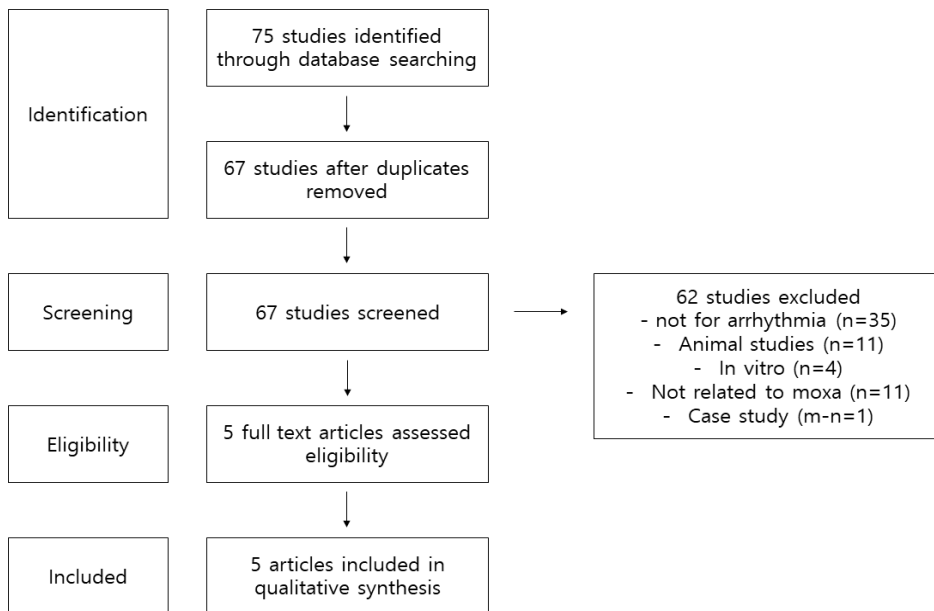 Identification
75 studies identified
through database searching
67 studies after duplicates
removed
Screening
67 studies screened
62 studies excluded
- not for arrhythmia (n=35)
- Animal studies (n=11)
- In vitro (n=4)
- Not related to moxa (n=11)
- Case study (m-n=1)
Eligibility
5 full text articles assessed
eligibility
Included
5 articles included in
qualitative synthesis